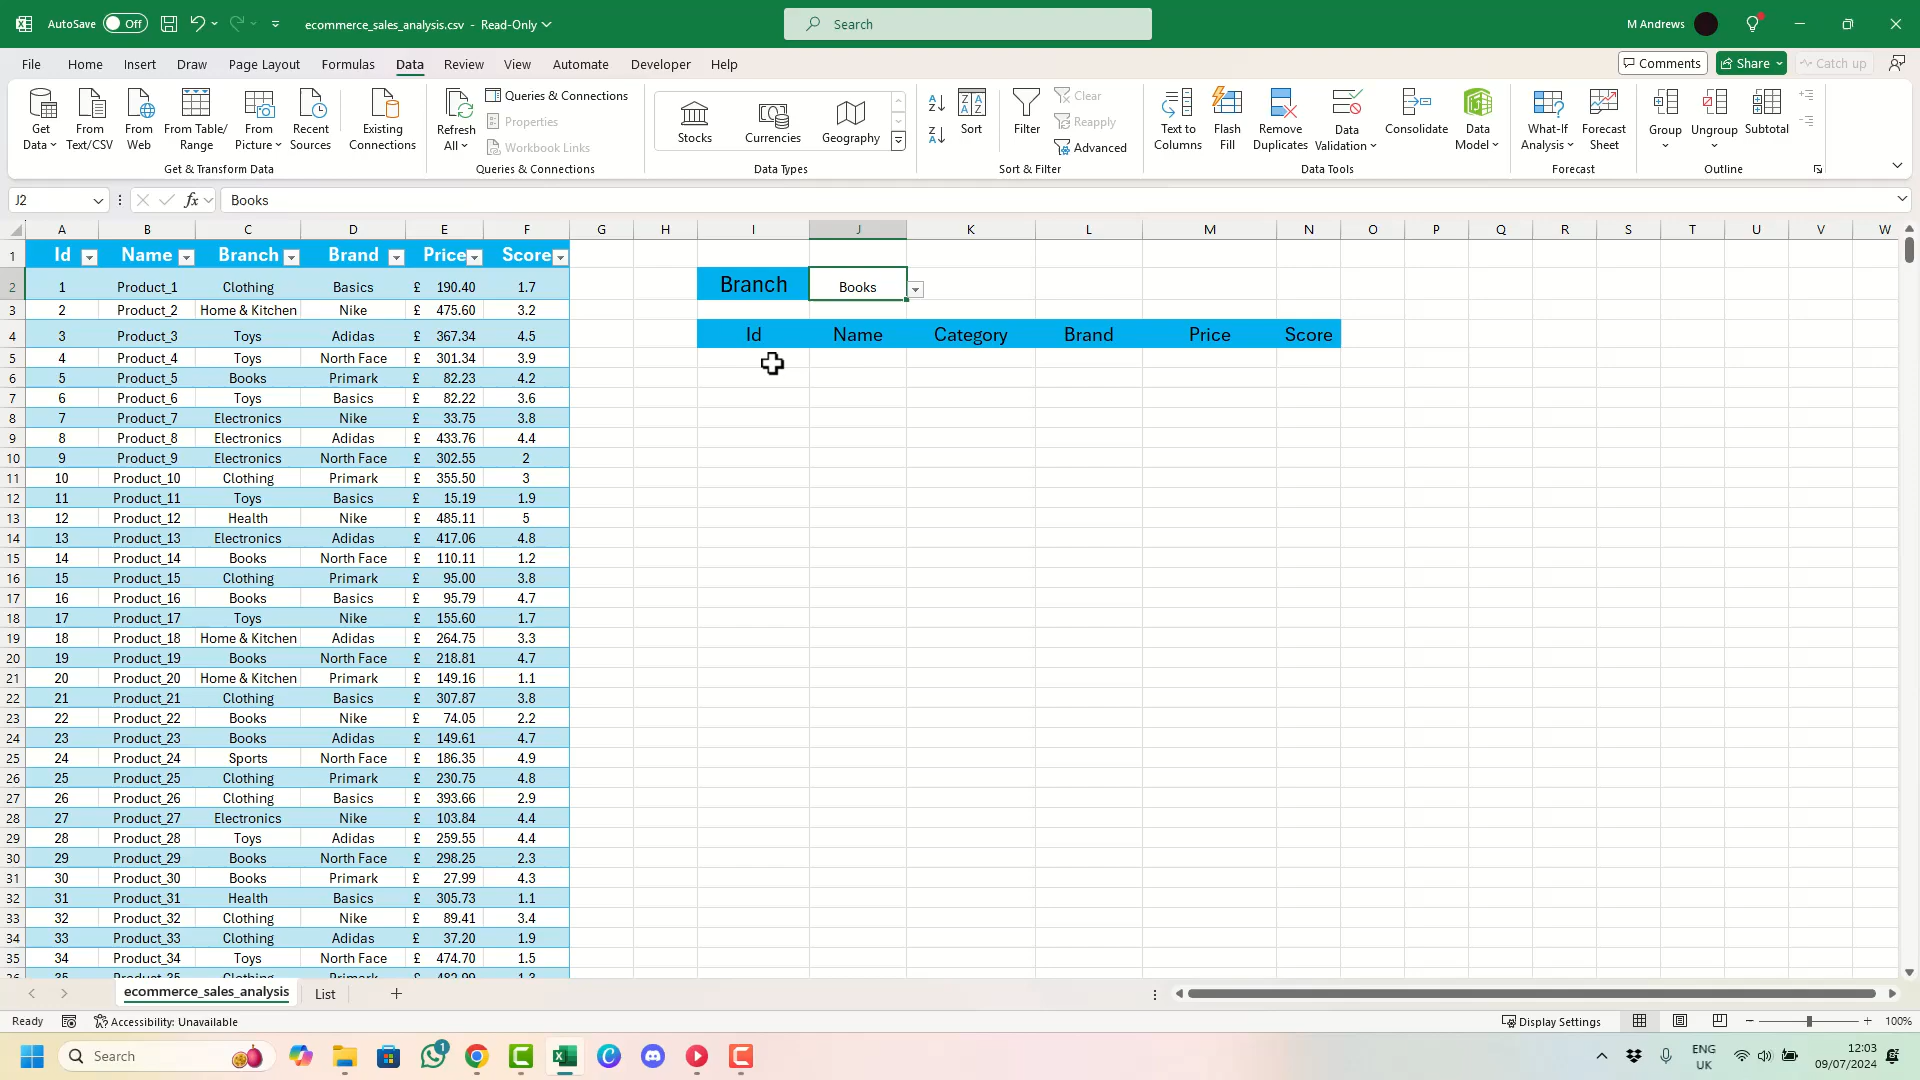 AutoSave Off ecommerce_sales_analysis.csv - Read-Only Search M Andrews
File Home Insert Draw Page Layout Formulas Data Review View Automate Developer Help Comments Share Catch up
Get Data From Text/CSV From Web From Table/ Range From Picture Recent Sources Existing Connections Refresh All Queries & Connections Properties Workbook Links Stocks Currencies Geography Sort Filter Clear Reapply Advanced Text to Columns Flash Fill Remove Duplicates Data Validation Consolidate Data Model What-If Analysis Forecast Sheet Group Ungroup Subtotal
Get & Transform Data Queries & Connections Data Types Sort & Filter Data Tools Forecast Outline
J2 fx Books
A B C D E F G H I J K L M N O P Q R S T U V W
1 Id Name Branch Brand Price Score
2 1 Product_1 Clothing Basics £ 190.40 1.7 Branch Books
3 2 Product_2 Home & Kitchen Nike £ 475.60 3.2
4 3 Product_3 Toys Adidas £ 367.34 4.5 Id Name Category Brand Price Score
5 4 Product_4 Toys North Face £ 301.34 3.9
6 5 Product_5 Books Primark £ 82.23 4.2
7 6 Product_6 Toys Basics £ 82.22 3.6
8 7 Product_7 Electronics Nike £ 33.75 3.8
9 8 Product_8 Electronics Adidas £ 433.76 4.4
10 9 Product_9 Electronics North Face £ 302.55 2
11 10 Product_10 Clothing Primark £ 355.50 3
12 11 Product_11 Toys Basics £ 15.19 1.9
13 12 Product_12 Health Nike £ 485.11 5
14 13 Product_13 Electronics Adidas £ 417.06 4.8
15 14 Product_14 Books North Face £ 110.11 1.2
16 15 Product_15 Clothing Primark £ 95.00 3.8
17 16 Product_16 Books Basics £ 95.79 4.7
18 17 Product_17 Toys Nike £ 155.60 1.7
19 18 Product_18 Home & Kitchen Adidas £ 264.75 3.3
20 19 Product_19 Books North Face £ 218.81 4.7
21 20 Product_20 Home & Kitchen Primark £ 149.16 1.1
22 21 Product_21 Clothing Basics £ 307.87 3.8
23 22 Product_22 Books Nike £ 74.05 2.2
24 23 Product_23 Books Adidas £ 149.61 4.7
25 24 Product_24 Sports North Face £ 186.35 4.9
26 25 Product_25 Clothing Primark £ 230.75 4.8
27 26 Product_26 Clothing Basics £ 393.66 2.9
28 27 Product_27 Electronics Nike £ 103.84 4.4
29 28 Product_28 Toys Adidas £ 259.55 4.4
30 29 Product_29 Books North Face £ 298.25 2.3
31 30 Product_30 Books Primark £ 27.99 4.3
32 31 Product_31 Health Basics £ 305.73 1.1
33 32 Product_32 Clothing Nike £ 89.41 3.4
34 33 Product_33 Clothing Adidas £ 37.20 1.9
35 34 Product_34 Toys North Face £ 474.70 1.5
36 35 Product_35 Clothing Primark £ 482.99 1.3
ecommerce_sales_analysis List
Ready Accessibility: Unavailable Display Settings 100%
Search 1 ENG UK 12:03 09/07/2024